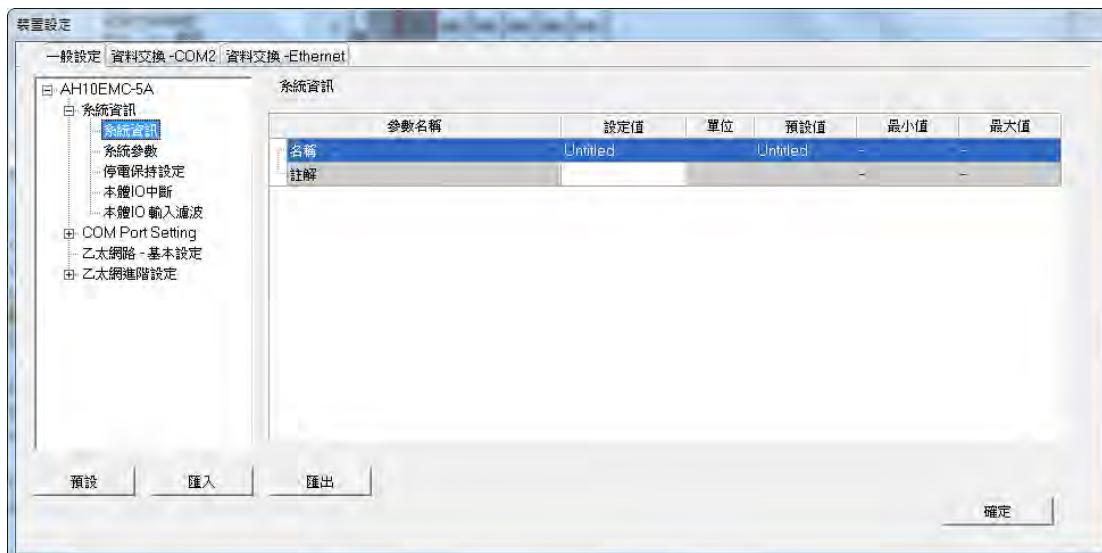 裝置設定
一般設定 資料交換 -COM2 資料交換 -Ethernet
AH10EMC-5A
系統資訊
系統資訊
系統參數
停電保持設定
本體IO中斷
本體IO 輸入濾波
COM Port Setting
乙太網路 - 基本設定
乙太網進階設定
系統資訊
參數名稱 設定值 單位 預設值 最小值 最大值
名稱 Untitled Untitled - -
註解 - -
預設 匯入 匯出
確定